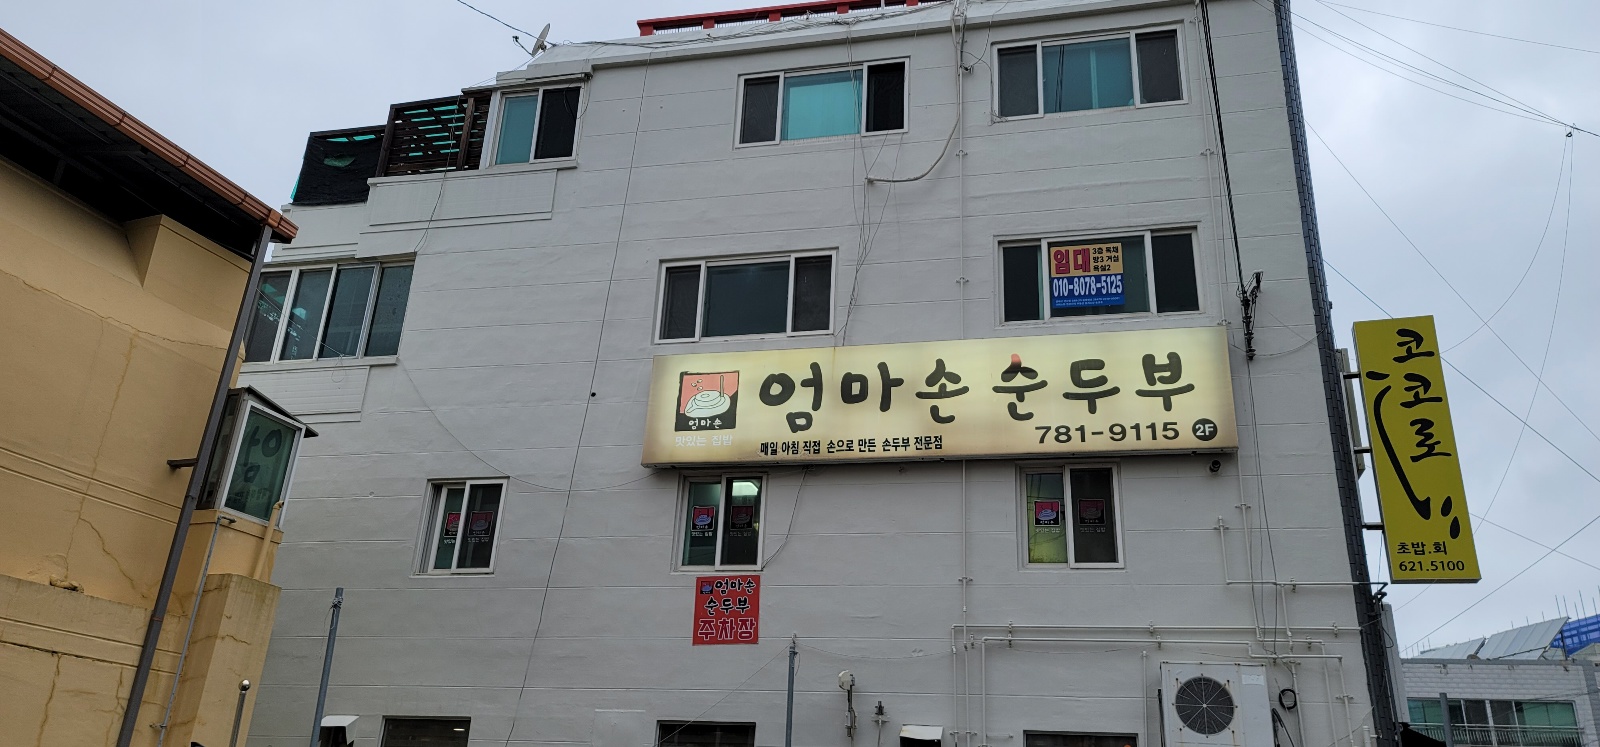 임대
3층 독채
방3 거실
욕실2
010-8078-5125
엄마손순두부
엄마손
맛있는 집밥
매일 아침 직접 손으로 만든 손두부 전문점
781-9115 2F
엄마손
순두부
주차장
코코로
초밥.회
621.5100